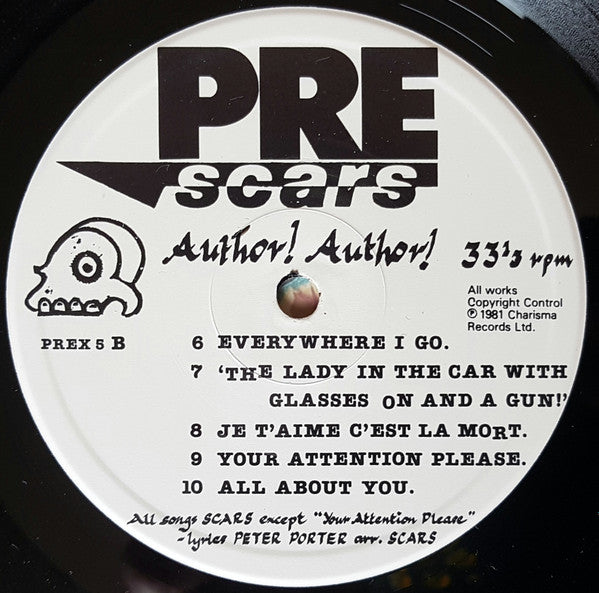 PRE
scars
Author! Author!
33⅓ rpm
All works
Copyright Control
℗ 1981 Charisma
Records Ltd.
PREX 5 B
6 EVERYWHERE I GO.
7 'THE LADY IN THE CAR WITH
GLASSES ON AND A GUN!'
8 JE T'AIME C'EST LA MORT.
9 YOUR ATTENTION PLEASE.
10 ALL ABOUT YOU.
All songs SCARS except "Your Attention Please"
-lyrics PETER PORTER arr. SCARS